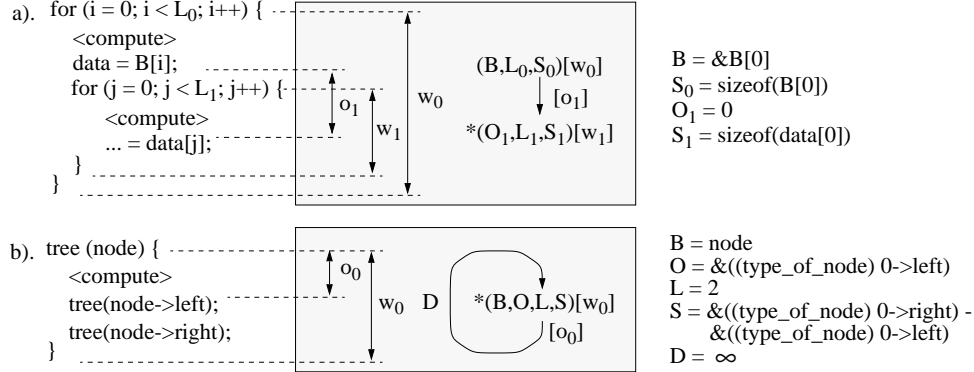 a). for (i = 0; i < L0; i++) {
<compute>
data = B[i];
for (j = 0; j < L1; j++) {
<compute>
... = data[j];
}
}
o1
w1
w0
(B,L0,S0)[w0]
[o1]
*(O1,L1,S1)[w1]
B = &B[0]
S0 = sizeof(B[0])
O1 = 0
S1 = sizeof(data[0])
b). tree (node) {
<compute>
tree(node->left);
tree(node->right);
}
o0
w0
D
*(B,O,L,S)[w0]
[o0]
B = node
O = &((type_of_node) 0->left)
L = 2
S = &((type_of_node) 0->right) -
&((type_of_node) 0->left)
D = ∞